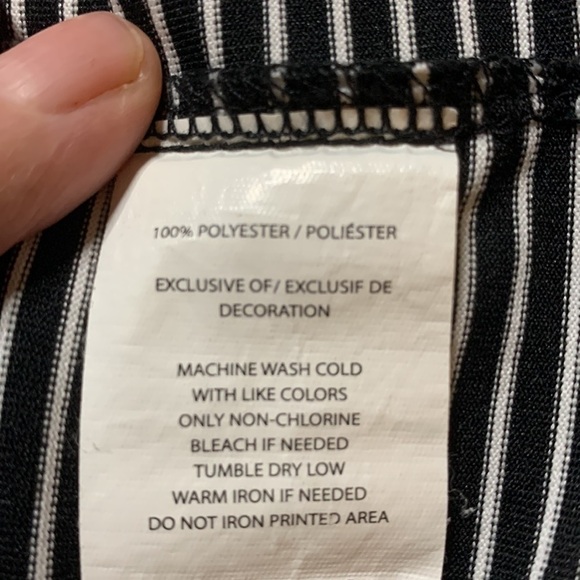 100% POLYESTER / POLIÉSTER
EXCLUSIVE OF/ EXCLUSIF DE
DECORATION
MACHINE WASH COLD
WITH LIKE COLORS
ONLY NON-CHLORINE
BLEACH IF NEEDED
TUMBLE DRY LOW
WARM IRON IF NEEDED
DO NOT IRON PRINTED AREA